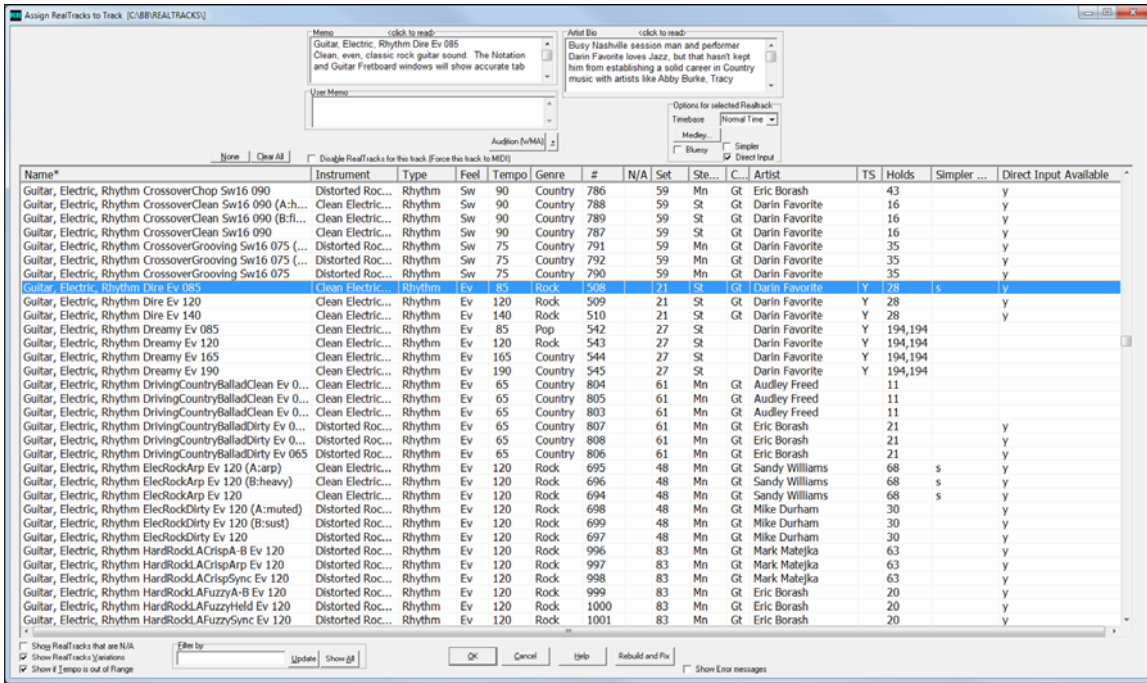 Assign RealTracks to Track [C:\BB\REALTRACKS\]
Memo <click to read>
Guitar, Electric, Rhythm Dire Ev 085
Clean, even, classic rock guitar sound. The Notation
and Guitar Fretboard windows will show accurate tab
Artist Bio <click to read>
Busy Nashville session man and performer
Darin Favorite loves Jazz, but that hasn't kept
him from establishing a solid career in Country
music with artists like Abby Burke, Tracy
User Memo
Options for selected Realtrack
Timebase Normal Time
Medley...
Audition (WMA) ±
Bluesy Simpler
Direct Input
None Clear All Disable RealTracks for this track (Force this track to MIDI)
Name* Instrument Type Feel Tempo Genre # N/A Set Ste... C... Artist TS Holds Simpler ... Direct Input Available
Guitar, Electric, Rhythm CrossoverChop Sw16 090 Distorted Roc... Rhythm Sw 90 Country 786 59 Mn Gt Eric Borash 43 y
Guitar, Electric, Rhythm CrossoverClean Sw16 090 (A:h... Clean Electric... Rhythm Sw 90 Country 788 59 St Gt Darin Favorite 16 y
Guitar, Electric, Rhythm CrossoverClean Sw16 090 (B:fi... Clean Electric... Rhythm Sw 90 Country 789 59 St Gt Darin Favorite 16 y
Guitar, Electric, Rhythm CrossoverClean Sw16 090 Clean Electric... Rhythm Sw 90 Country 787 59 St Gt Darin Favorite 16 y
Guitar, Electric, Rhythm CrossoverGrooving Sw16 075 (... Distorted Roc... Rhythm Sw 75 Country 791 59 Mn Gt Darin Favorite 35 y
Guitar, Electric, Rhythm CrossoverGrooving Sw16 075 (... Distorted Roc... Rhythm Sw 75 Country 792 59 Mn Gt Darin Favorite 35 y
Guitar, Electric, Rhythm CrossoverGrooving Sw16 075 Distorted Roc... Rhythm Sw 75 Country 790 59 Mn Gt Darin Favorite 35 y
Guitar, Electric, Rhythm Dire Ev 085 Clean Electric... Rhythm Ev 85 Rock 508 21 St Gt Darin Favorite Y 28 s y
Guitar, Electric, Rhythm Dire Ev 120 Clean Electric... Rhythm Ev 120 Rock 509 21 St Gt Darin Favorite Y 28 y
Guitar, Electric, Rhythm Dire Ev 140 Clean Electric... Rhythm Ev 140 Rock 510 21 St Gt Darin Favorite Y 28 y
Guitar, Electric, Rhythm Dreamy Ev 085 Clean Electric... Rhythm Ev 85 Pop 542 27 St Darin Favorite Y 194,194
Guitar, Electric, Rhythm Dreamy Ev 120 Clean Electric... Rhythm Ev 120 Rock 543 27 St Darin Favorite Y 194,194
Guitar, Electric, Rhythm Dreamy Ev 165 Clean Electric... Rhythm Ev 165 Country 544 27 St Darin Favorite Y 194,194
Guitar, Electric, Rhythm Dreamy Ev 190 Clean Electric... Rhythm Ev 190 Country 545 27 St Darin Favorite Y 194,194
Guitar, Electric, Rhythm DrivingCountryBalladClean Ev 0... Clean Electric... Rhythm Ev 65 Country 804 61 Mn Gt Audley Freed 11
Guitar, Electric, Rhythm DrivingCountryBalladClean Ev 0... Clean Electric... Rhythm Ev 65 Country 805 61 Mn Gt Audley Freed 11
Guitar, Electric, Rhythm DrivingCountryBalladClean Ev 0... Clean Electric... Rhythm Ev 65 Country 803 61 Mn Gt Audley Freed 11
Guitar, Electric, Rhythm DrivingCountryBalladDirty Ev 0... Distorted Roc... Rhythm Ev 65 Country 807 61 Mn Gt Eric Borash 21 y
Guitar, Electric, Rhythm DrivingCountryBalladDirty Ev 0... Distorted Roc... Rhythm Ev 65 Country 808 61 Mn Gt Eric Borash 21 y
Guitar, Electric, Rhythm DrivingCountryBalladDirty Ev 065 Distorted Roc... Rhythm Ev 65 Country 806 61 Mn Gt Eric Borash 21 y
Guitar, Electric, Rhythm ElecRockArp Ev 120 (A:arp) Clean Electric... Rhythm Ev 120 Rock 695 48 Mn Gt Sandy Williams 68 s y
Guitar, Electric, Rhythm ElecRockArp Ev 120 (B:heavy) Clean Electric... Rhythm Ev 120 Rock 696 48 Mn Gt Sandy Williams 68 s y
Guitar, Electric, Rhythm ElecRockArp Ev 120 Clean Electric... Rhythm Ev 120 Rock 694 48 Mn Gt Sandy Williams 68 s y
Guitar, Electric, Rhythm ElecRockDirty Ev 120 (A:muted) Distorted Roc... Rhythm Ev 120 Rock 698 48 Mn Gt Mike Durham 30 y
Guitar, Electric, Rhythm ElecRockDirty Ev 120 (B:sust) Distorted Roc... Rhythm Ev 120 Rock 699 48 Mn Gt Mike Durham 30 y
Guitar, Electric, Rhythm ElecRockDirty Ev 120 Distorted Roc... Rhythm Ev 120 Rock 697 48 Mn Gt Mike Durham 30 y
Guitar, Electric, Rhythm HardRockLACrispA-B Ev 120 Distorted Roc... Rhythm Ev 120 Rock 996 83 Mn Gt Mark Matejka 63 y
Guitar, Electric, Rhythm HardRockLACrispArp Ev 120 Distorted Roc... Rhythm Ev 120 Rock 997 83 Mn Gt Mark Matejka 63 y
Guitar, Electric, Rhythm HardRockLACrispSync Ev 120 Distorted Roc... Rhythm Ev 120 Rock 998 83 Mn Gt Mark Matejka 63 y
Guitar, Electric, Rhythm HardRockLAFuzzyA-B Ev 120 Distorted Roc... Rhythm Ev 120 Rock 999 83 Mn Gt Eric Borash 20 y
Guitar, Electric, Rhythm HardRockLAFuzzyHeld Ev 120 Distorted Roc... Rhythm Ev 120 Rock 1000 83 Mn Gt Eric Borash 20 y
Guitar, Electric, Rhythm HardRockLAFuzzySync Ev 120 Distorted Roc... Rhythm Ev 120 Rock 1001 83 Mn Gt Eric Borash 20 y
Show RealTracks that are N/A
Show RealTracks Variations
Show if Tempo is out of Range
Filter by
Update Show All
OK Cancel Help Rebuild and Fix
Show Error messages